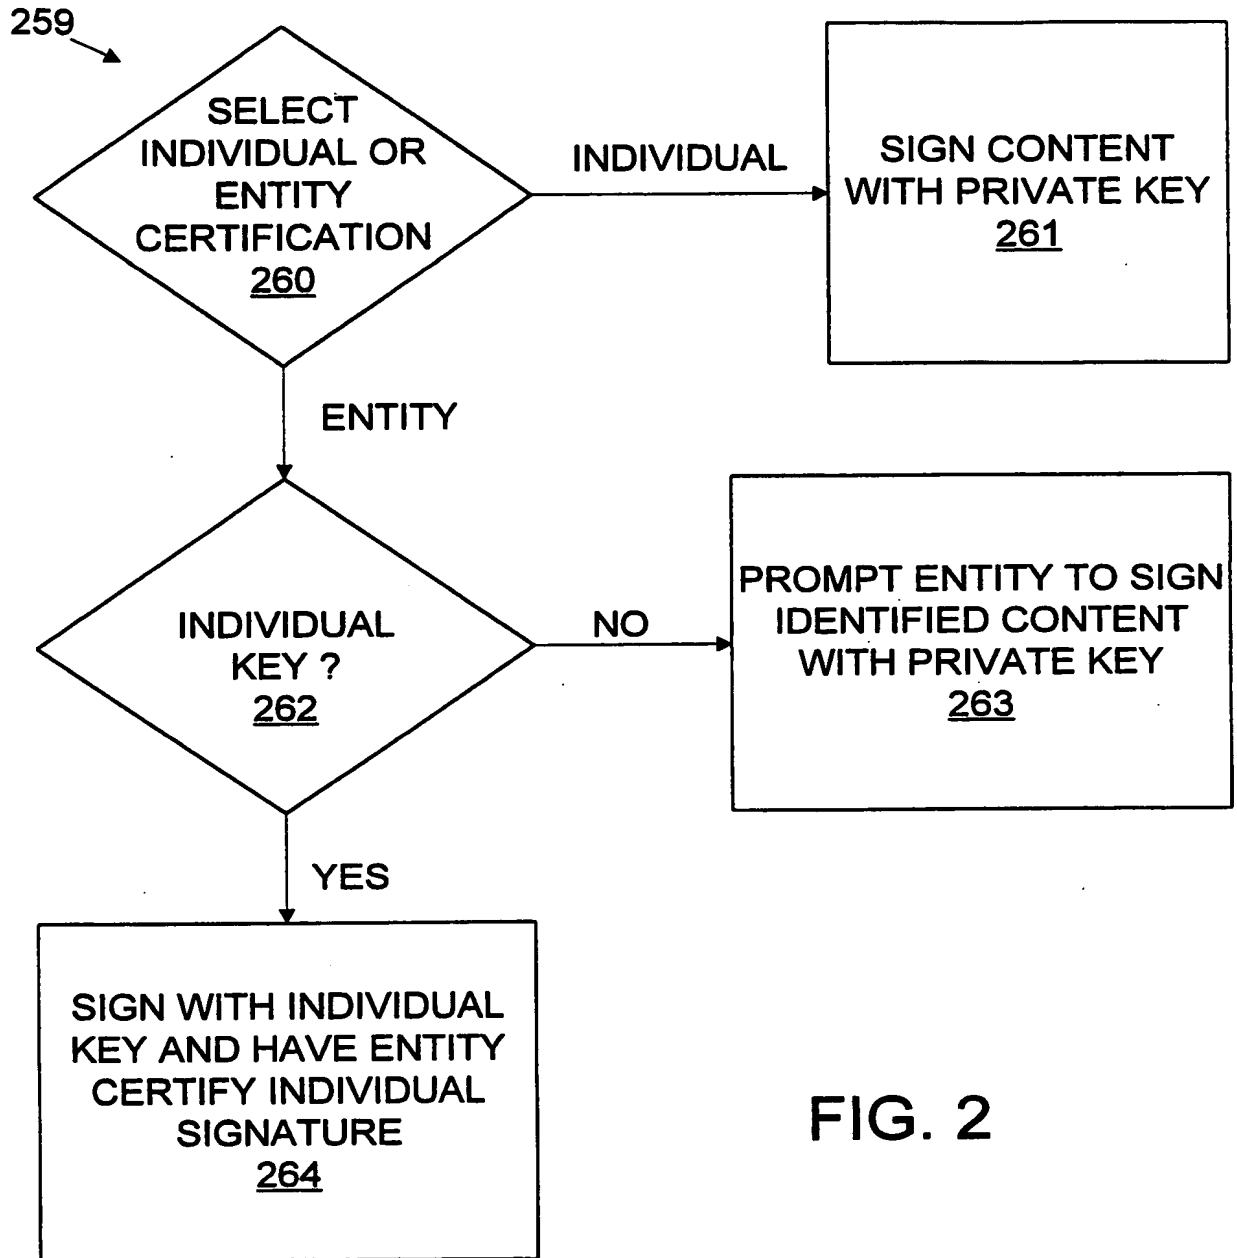 259
SELECT
INDIVIDUAL OR
ENTITY
CERTIFICATION
260
INDIVIDUAL
SIGN CONTENT
WITH PRIVATE KEY
261
ENTITY
INDIVIDUAL
KEY ?
262
NO
PROMPT ENTITY TO SIGN
IDENTIFIED CONTENT
WITH PRIVATE KEY
263
YES
SIGN WITH INDIVIDUAL
KEY AND HAVE ENTITY
CERTIFY INDIVIDUAL
SIGNATURE
264
FIG. 2